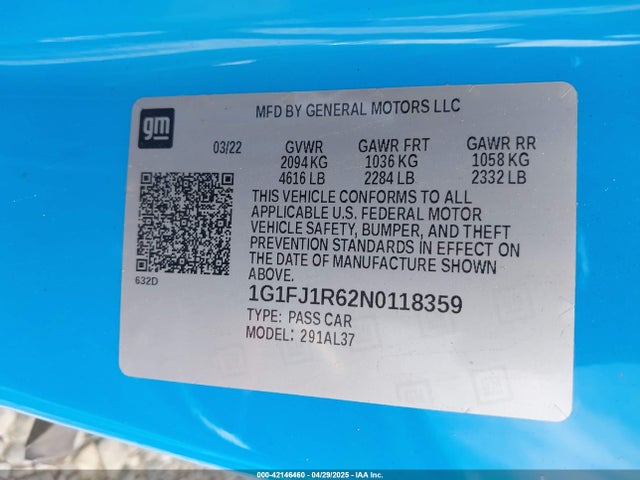 MFD BY GENERAL MOTORS LLC
gm
03/22 GVWR GAWR FRT GAWR RR
2094 KG 1036 KG 1058 KG
4616 LB 2284 LB 2332 LB
THIS VEHICLE CONFORMS TO ALL
APPLICABLE U.S. FEDERAL MOTOR
VEHICLE SAFETY, BUMPER, AND THEFT
PREVENTION STANDARDS IN EFFECT ON
THE DATE OF MANUFACTURE SHOWN
ABOVE.
632D
1G1FJ1R62N0118359
TYPE: PASS CAR
MODEL: 291AL37
000-42146460 - 04/29/2025 - IAAI, Inc.